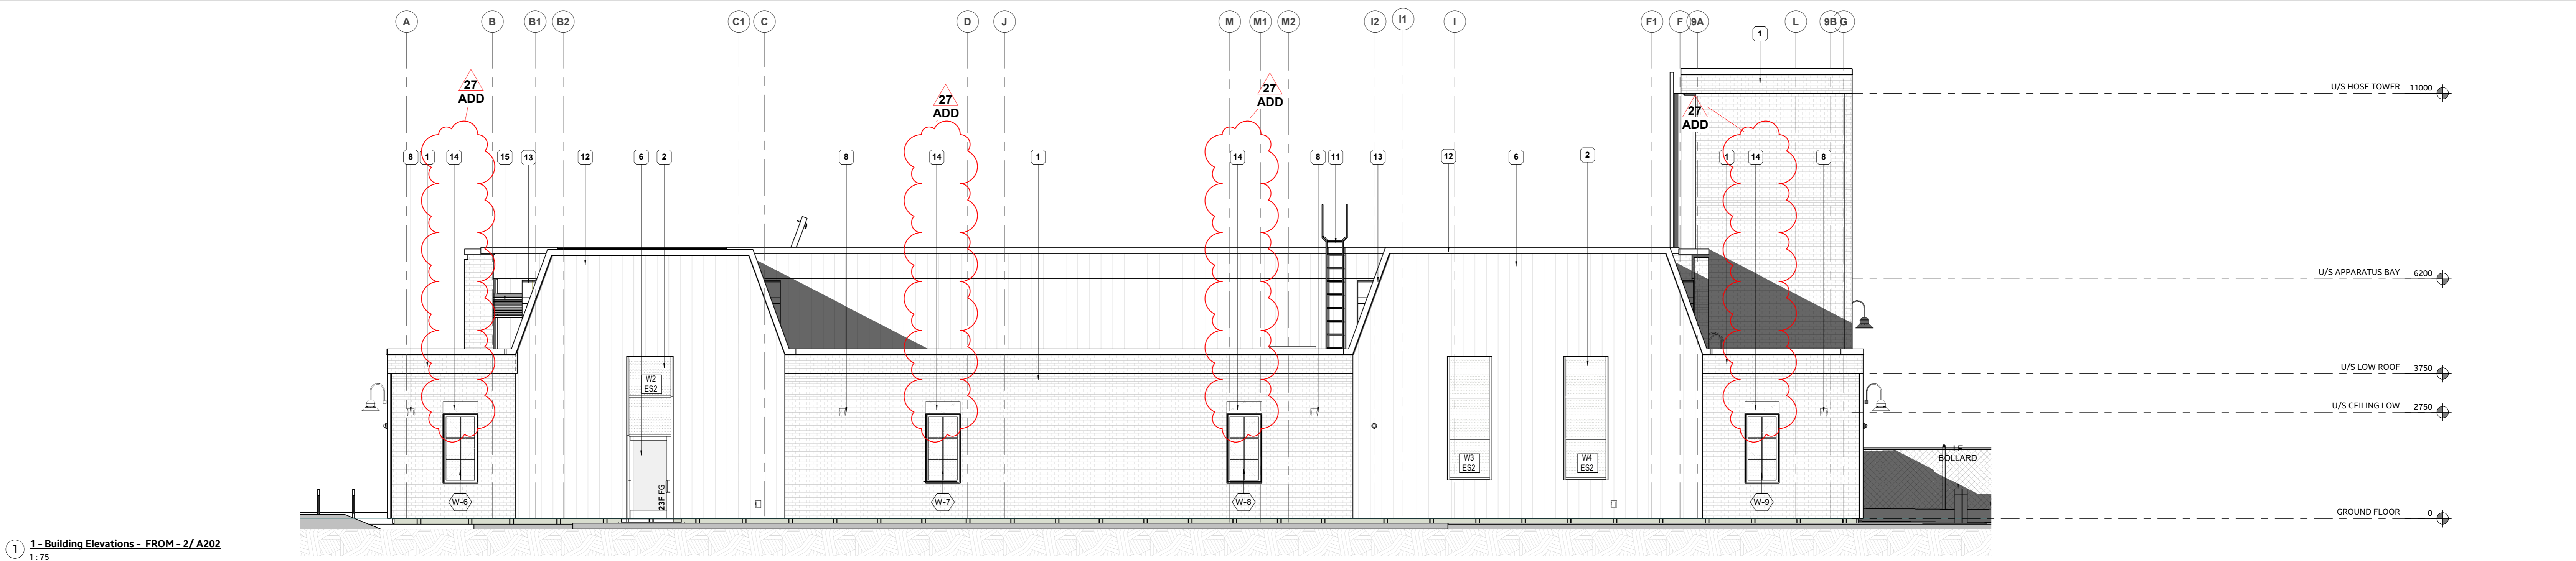 A B B1 B2 C1 C D J M M1 M2 I2 I1 I F1 F 9A L 9B G
1
27
ADD
27
ADD
27
ADD
27
ADD
U/S HOSE TOWER 11000
8 1 14 15 13 12 6 2 8 14 1 14 8 11 13 12 6 2 1 14 8
U/S APPARATUS BAY 6200
U/S LOW ROOF 3750
W2
ES2
U/S CEILING LOW 2750
W3
ES2
W4
ES2
LF
BOLLARD
23F FG
W-6 W-7 W-8 W-9
GROUND FLOOR 0
1 1 - Building Elevations - FROM - 2/ A202
1 : 75